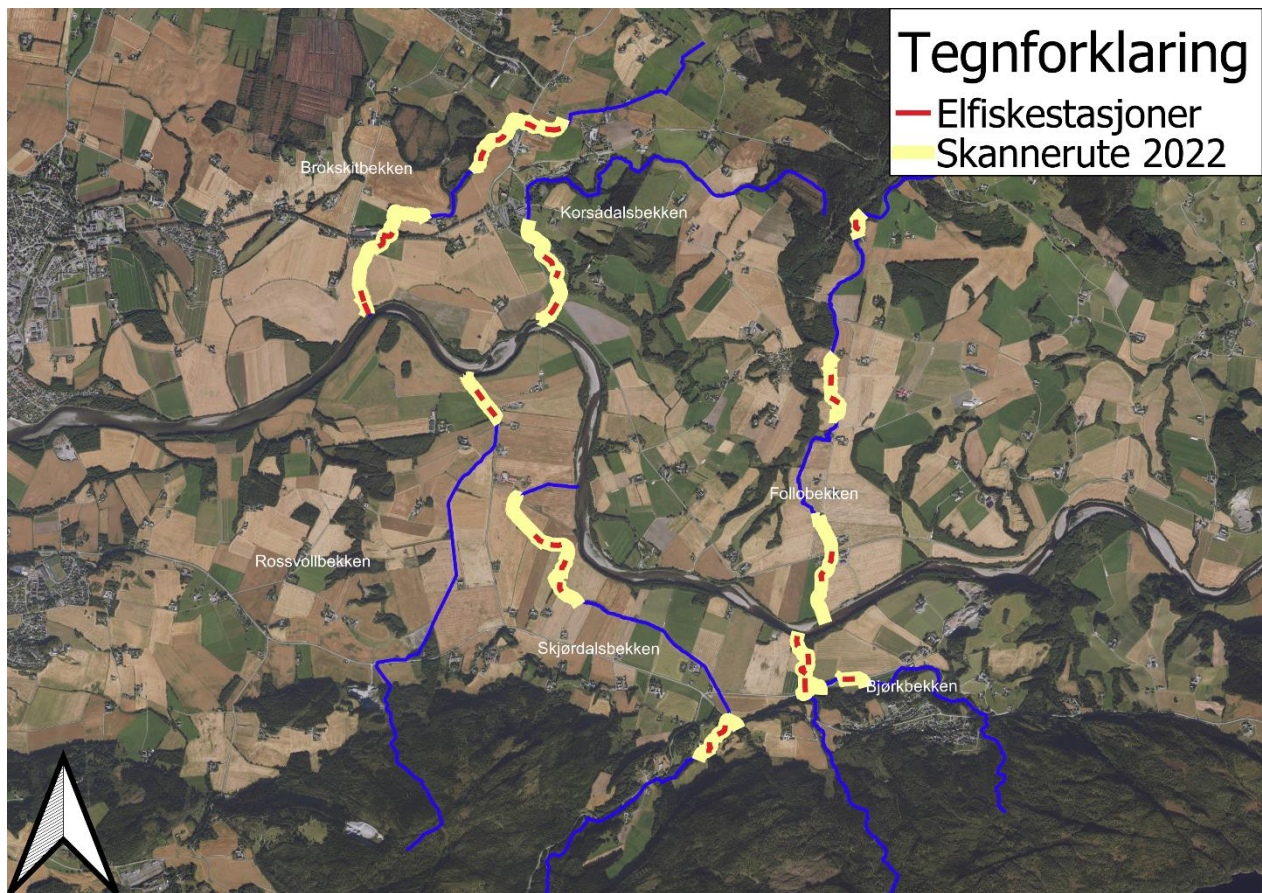 Tegnforklaring
Elfiskestasjoner
Skannerute 2022
Brokskitbekken
Korsådalsbekken
Follobekken
Rossvollbekken
Skjørdalsbekken
Bjørkbekken